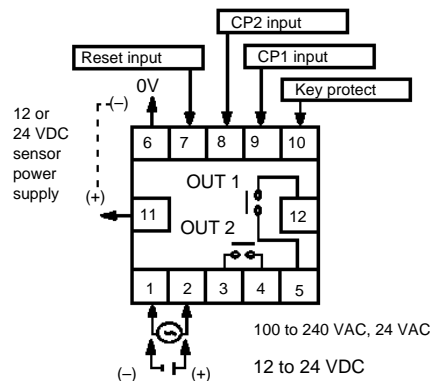 CP2 input
Reset input
CP1 input
Key protect
0V
(–)
12 or
24 VDC
sensor
power
supply
(+)
6 7 8 9 10
OUT 1
11
12
OUT 2
1 2 3 4 5
100 to 240 VAC, 24 VAC
(–) (+)
12 to 24 VDC